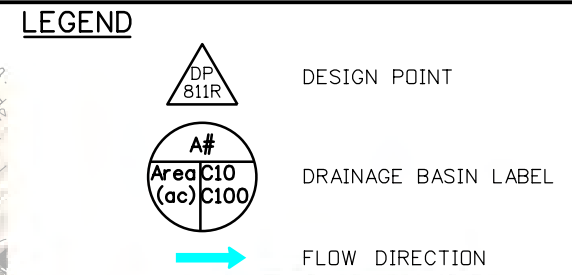 LEGEND
DP
811R
DESIGN POINT
A#
Area C10
(ac) C100
DRAINAGE BASIN LABEL
FLOW DIRECTION